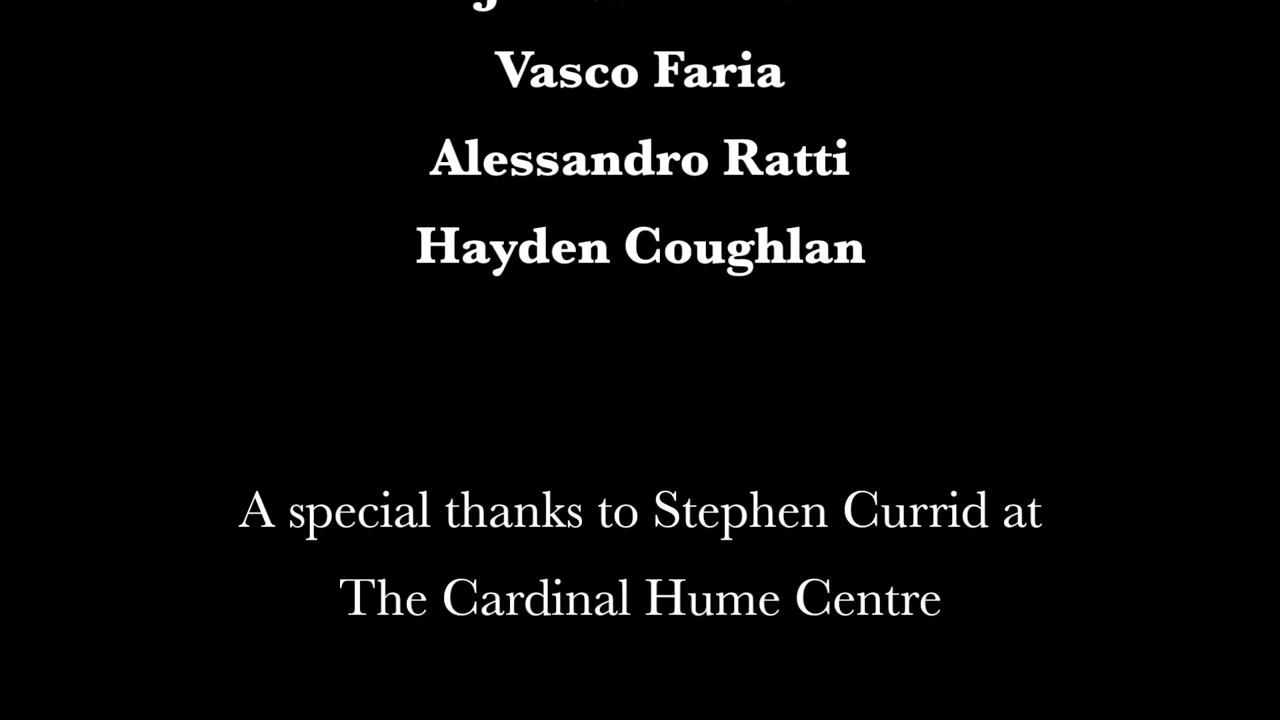 Vasco Faria
Alessandro Ratti
Hayden Coughlan
A special thanks to Stephen Currid at
The Cardinal Hume Centre